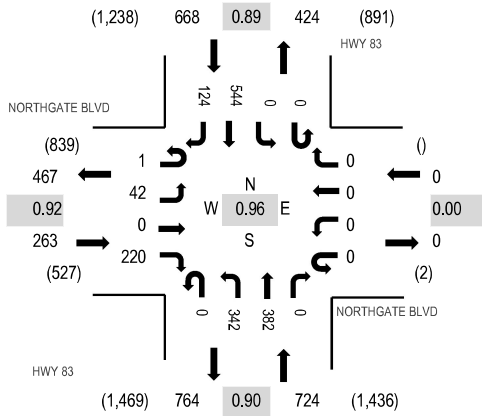 (1,238) 668 0.89 424 (891)
HWY 83
124 544 0 0
NORTHGATE BLVD
(839) ()
1 0
467 0
42 0
N
0.92 W 0.96 E 0.00
0 0
S
263 0
220 0
(527) (2)
0 342 382 0
NORTHGATE BLVD
HWY 83
(1,469) 764 0.90 724 (1,436)